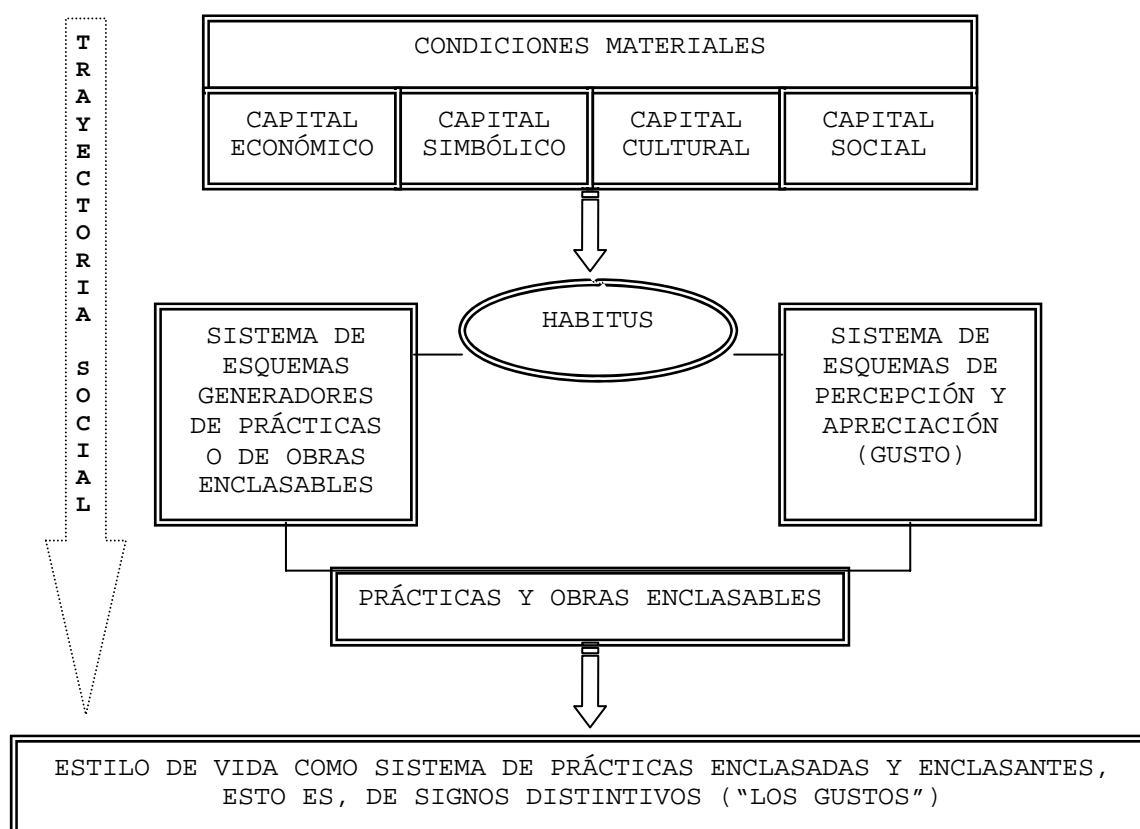 TRAYECTORIA SOCIAL
CONDICIONES MATERIALES
CAPITAL
ECONÓMICO
CAPITAL
SIMBÓLICO
CAPITAL
CULTURAL
CAPITAL
SOCIAL
HABITUS
SISTEMA DE
ESQUEMAS
GENERADORES
DE PRÁCTICAS
O DE OBRAS
ENCLASABLES
SISTEMA DE
ESQUEMAS DE
PERCEPCIÓN Y
APRECIACIÓN
(GUSTO)
PRÁCTICAS Y OBRAS ENCLASABLES
ESTILO DE VIDA COMO SISTEMA DE PRÁCTICAS ENCLASADAS Y ENCLASANTES,
ESTO ES, DE SIGNOS DISTINTIVOS (“LOS GUSTOS”)